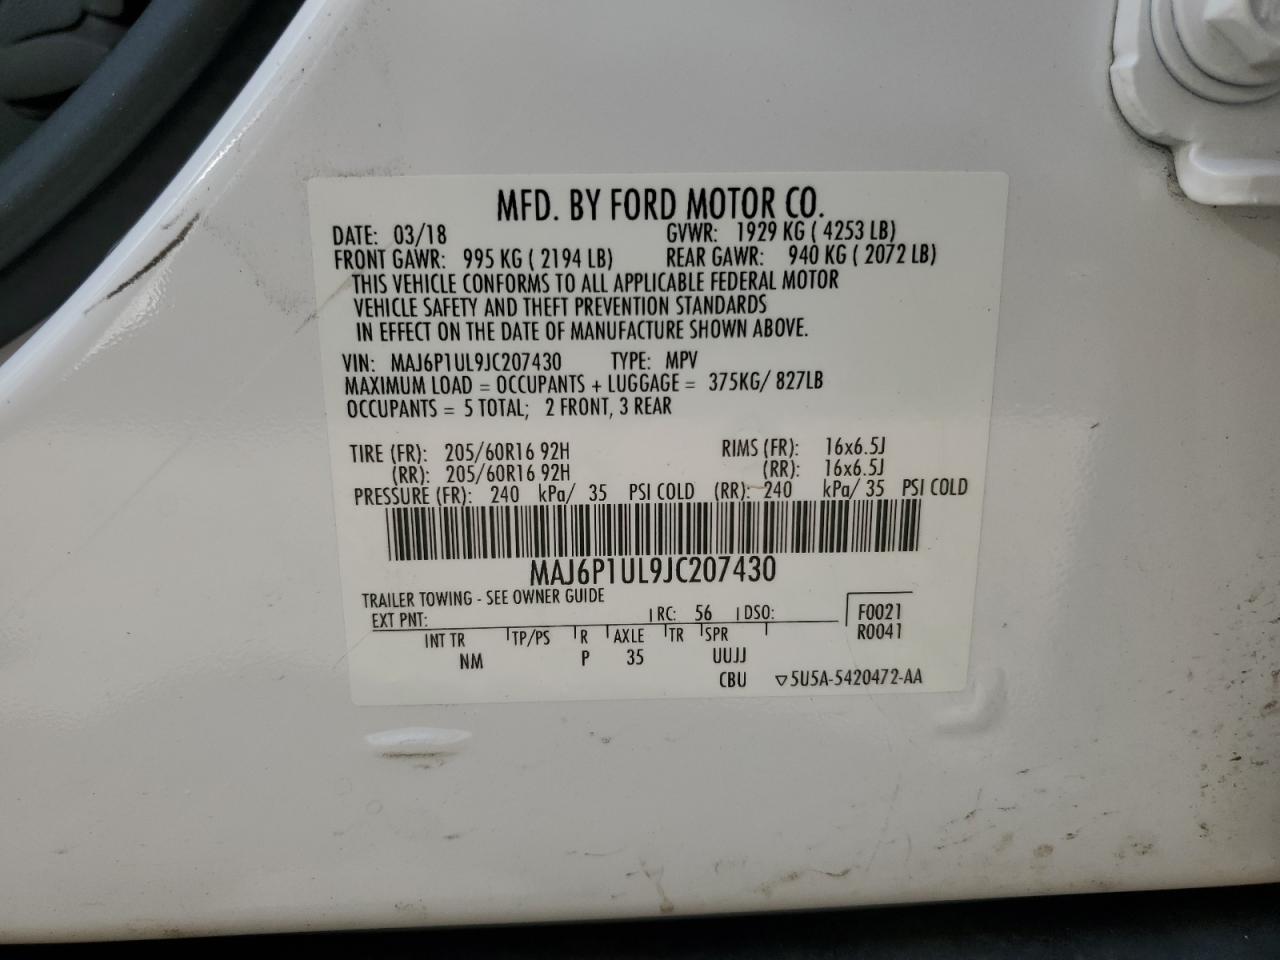 MFD. BY FORD MOTOR CO.
DATE: 03/18 GVWR: 1929 KG ( 4253 LB)
FRONT GAWR: 995 KG ( 2194 LB) REAR GAWR: 940 KG ( 2072 LB)
THIS VEHICLE CONFORMS TO ALL APPLICABLE FEDERAL MOTOR
VEHICLE SAFETY AND THEFT PREVENTION STANDARDS
IN EFFECT ON THE DATE OF MANUFACTURE SHOWN ABOVE.
VIN: MAJ6P1UL9JC207430 TYPE: MPV
MAXIMUM LOAD = OCCUPANTS + LUGGAGE = 375KG/ 827LB
OCCUPANTS = 5 TOTAL; 2 FRONT, 3 REAR
TIRE (FR): 205/60R16 92H RIMS (FR): 16x6.5J
(RR): 205/60R16 92H (RR): 16x6.5J
PRESSURE (FR): 240 kPa/ 35 PSI COLD (RR): 240 kPa/ 35 PSI COLD
MAJ6P1UL9JC207430
TRAILER TOWING - SEE OWNER GUIDE
EXT PNT: RC: 56 DSO: F0021
INT TR TP/PS R AXLE TR SPR R0041
NM P 35 UUJJ
CBU ▽5U5A-5420472-AA